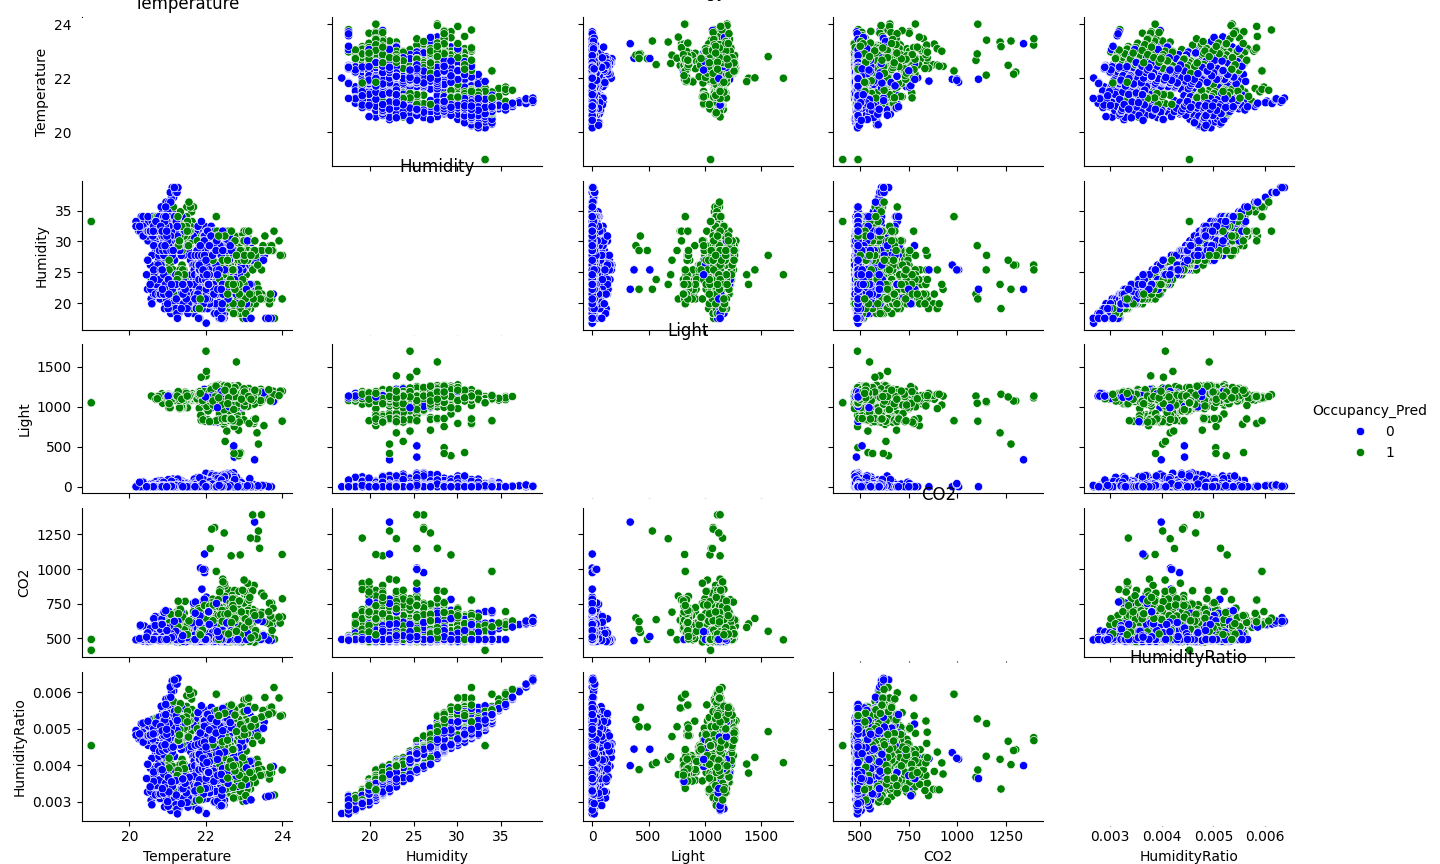 Temperature
24
22
20
Temperature
Humidity
35
30
25
20
Humidity
Light
1500
1000
500
0
Light
Occupancy_Pred
0
1
CO2
1250
1000
750
500
CO2
HumidityRatio
0.006
0.005
0.004
0.003
HumidityRatio
20 22 24
20 25 30 35
0 500 1000 1500
500 750 1000 1250
0.003 0.004 0.005 0.006
Temperature
Humidity
Light
CO2
HumidityRatio